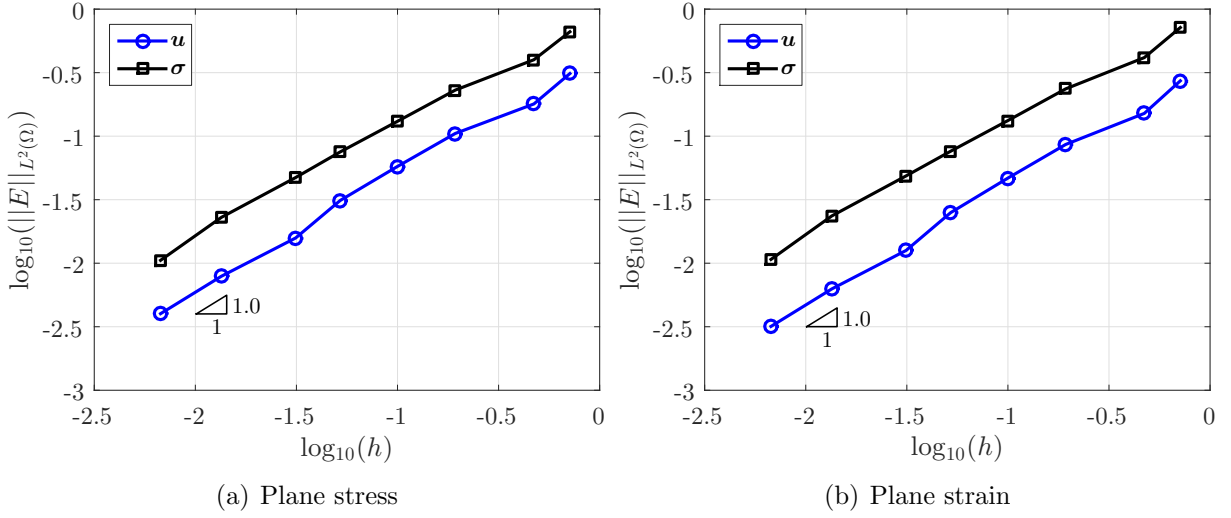 0
-0.5
-1
-1.5
-2
-2.5
-3
-2.5 -2 -1.5 -1 -0.5 0
log₁₀(h)
log₁₀(||E||_{L²(Ω)})
u
σ
1.0
1
(a) Plane stress
0
-0.5
-1
-1.5
-2
-2.5
-3
-2.5 -2 -1.5 -1 -0.5 0
log₁₀(h)
log₁₀(||E||_{L²(Ω)})
u
σ
1.0
1
(b) Plane strain